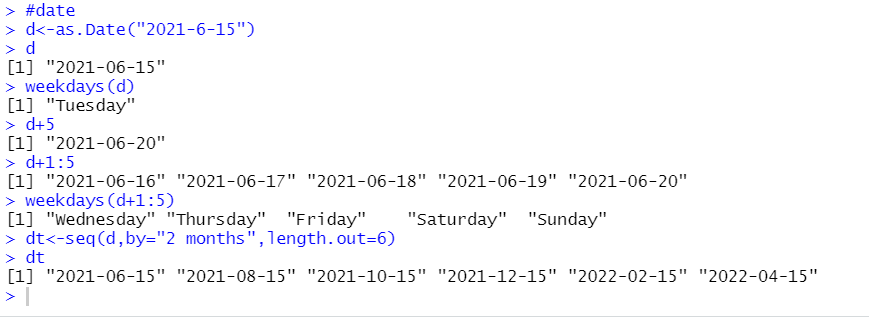 > #date
> d<-as.Date("2021-6-15")
> d
[1] "2021-06-15"
> weekdays(d)
[1] "Tuesday"
> d+5
[1] "2021-06-20"
> d+1:5
[1] "2021-06-16" "2021-06-17" "2021-06-18" "2021-06-19" "2021-06-20"
> weekdays(d+1:5)
[1] "Wednesday" "Thursday"  "Friday"    "Saturday"  "Sunday"
> dt<-seq(d,by="2 months",length.out=6)
> dt
[1] "2021-06-15" "2021-08-15" "2021-10-15" "2021-12-15" "2022-02-15" "2022-04-15"
>